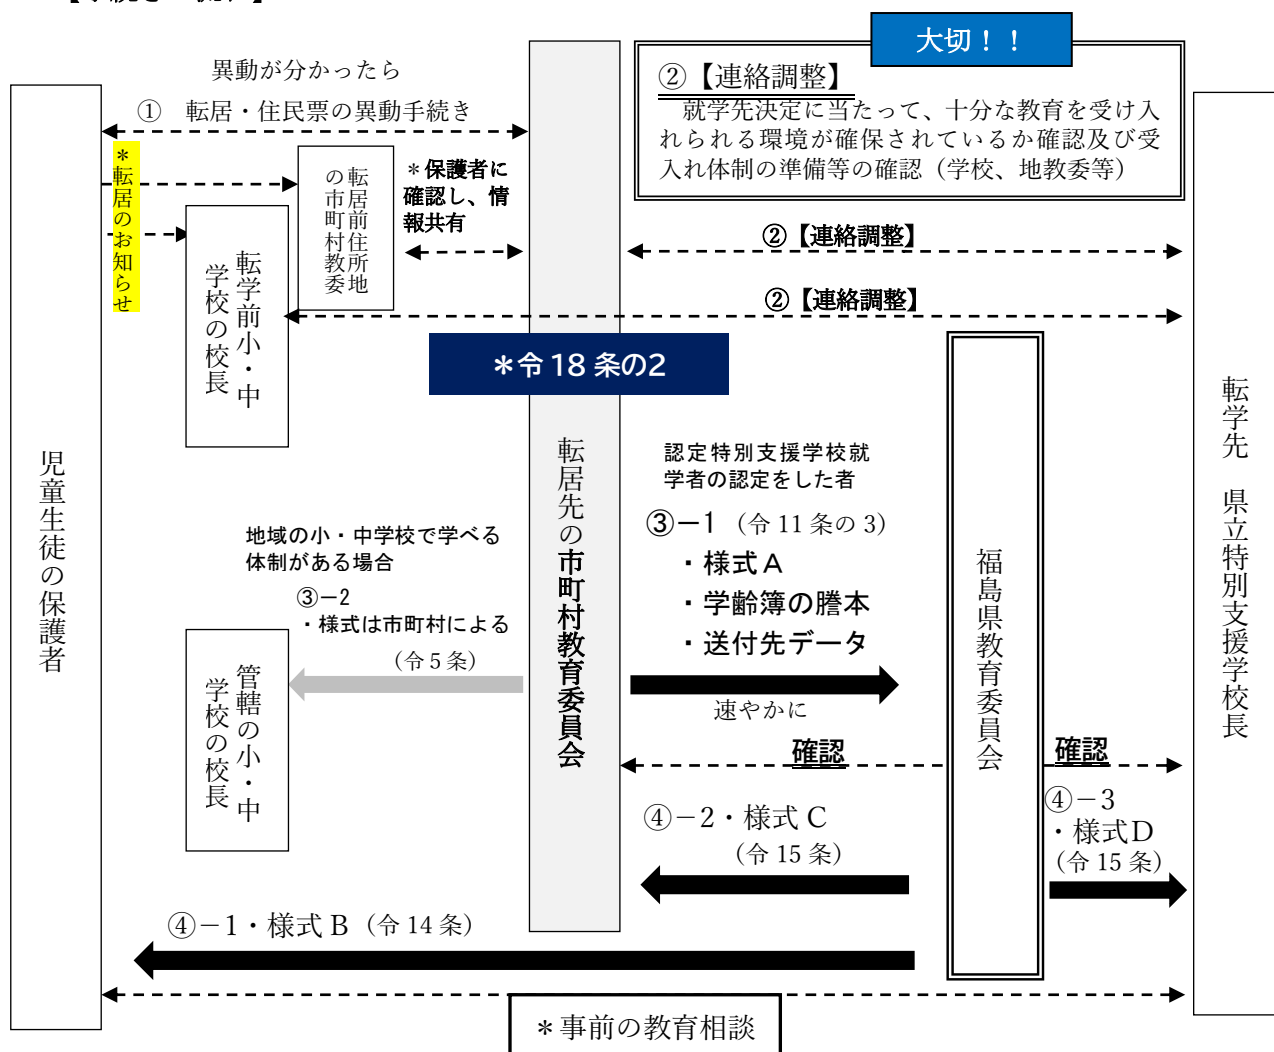 大切！！
②【連絡調整】
就学先決定に当たって、十分な教育を受け入
れられる環境が確保されているか確認及び受
入れ体制の準備等の確認（学校、地教委等）
異動が分かったら
① 転居・住民票の異動手続き
＊転居のお知らせ
転居前住所地
の市町村教委
＊保護者に
確認し、情
報共有
②【連絡調整】
②【連絡調整】
転学前小・中
学校の校長
＊令18条の2
児童生徒の保護者
転居先の市町村教育委員会
福島県教育委員会
転学先 県立特別支援学校長
認定特別支援学校就
学者の認定をした者
③－1（令11条の3）
・様式A
・学齢簿の謄本
・送付先データ
速やかに
地域の小・中学校で学べる
体制がある場合
③－2
・様式は市町村による
（令5条）
管轄の小・中
学校の校長
確認
確認
④－2・様式C
（令15条）
④－3
・様式D
（令15条）
④－1・様式B（令14条）
＊事前の教育相談